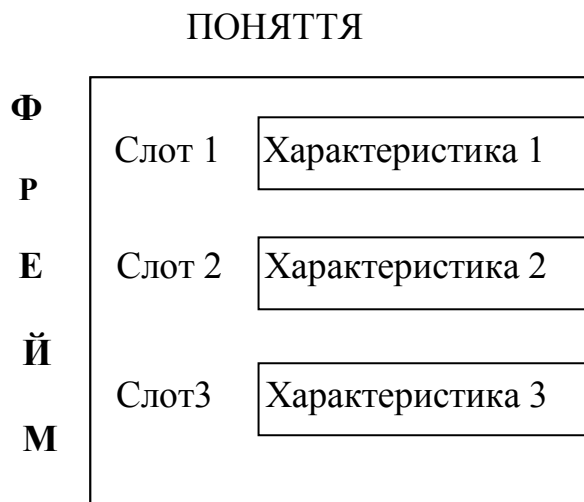 ПОНЯТТЯ
Ф
Р
Е
Й
М
Слот 1 Характеристика 1
Слот 2 Характеристика 2
Слот3 Характеристика 3